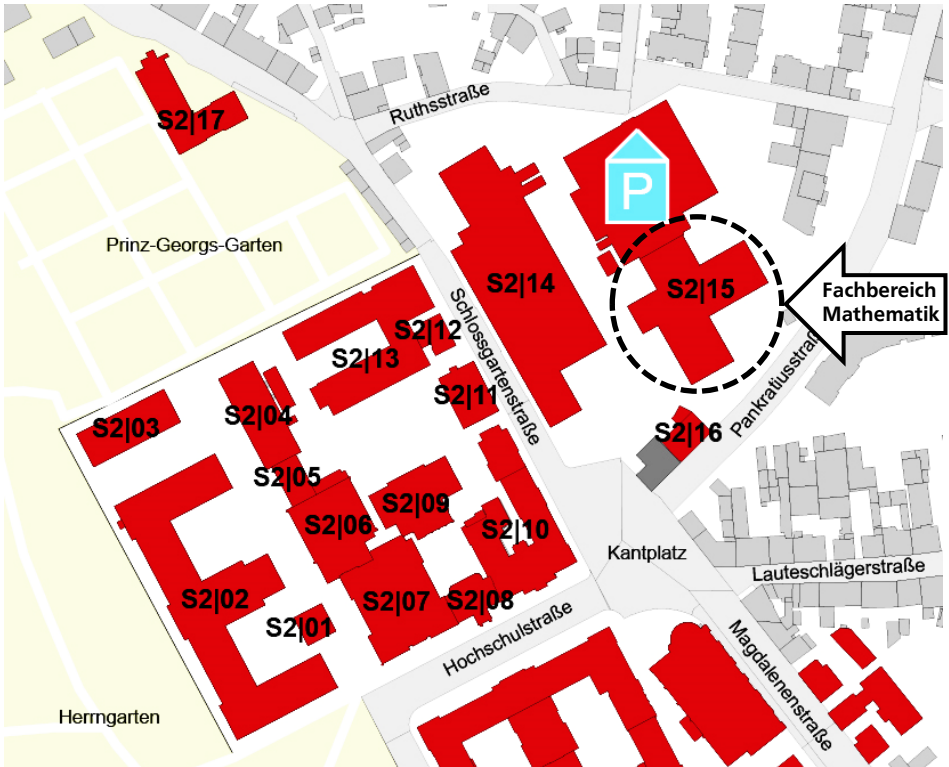 Ruthsstraße
S2|17
P
Prinz-Georgs-Garten
S2|14
S2|15
Fachbereich
Mathematik
Schlossgartenstraße
S2|12
S2|13
S2|11
Pankratiusstraß
S2|03
S2|04
S2|16
S2|05
S2|09
S2|06
S2|10
Kantplatz
Lauteschlägerstraße
S2|02
S2|07
S2|08
S2|01
Hochschulstraße
Magdalenenstraße
Herrngarten